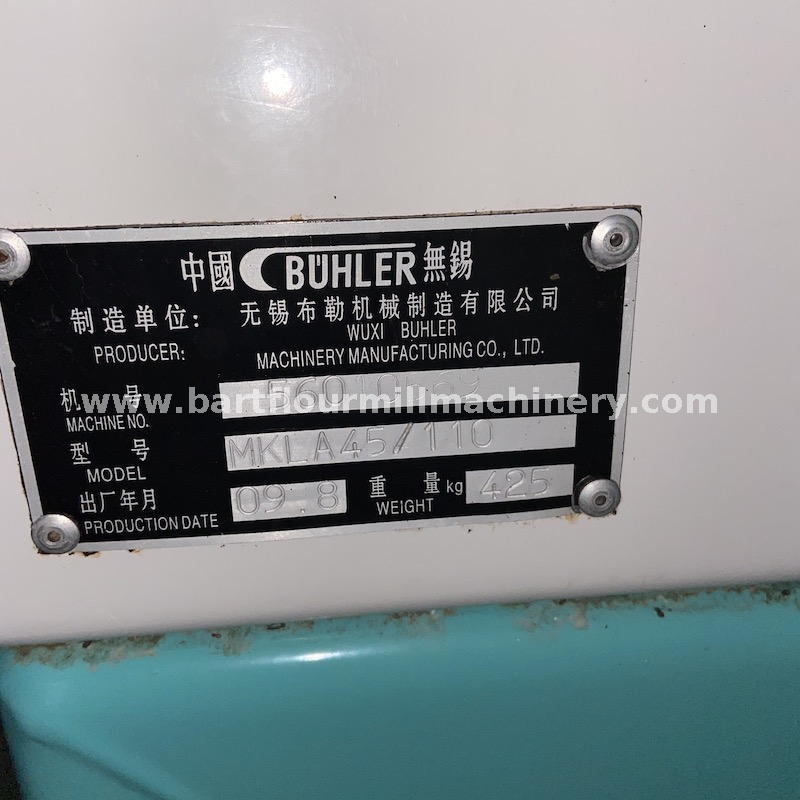 中國 BÜHLER 無錫
制造单位: 无锡布勒机械制造有限公司
PRODUCER: WUXI BUHLER
MACHINERY MANUFACTURING CO., LTD.
www.bartflourmillmachinery.com
机 号
MACHINE NO.
型 号 MKLA45/110
MODEL
出厂年月 09.8 重 量 kg 425
PRODUCTION DATE WEIGHT